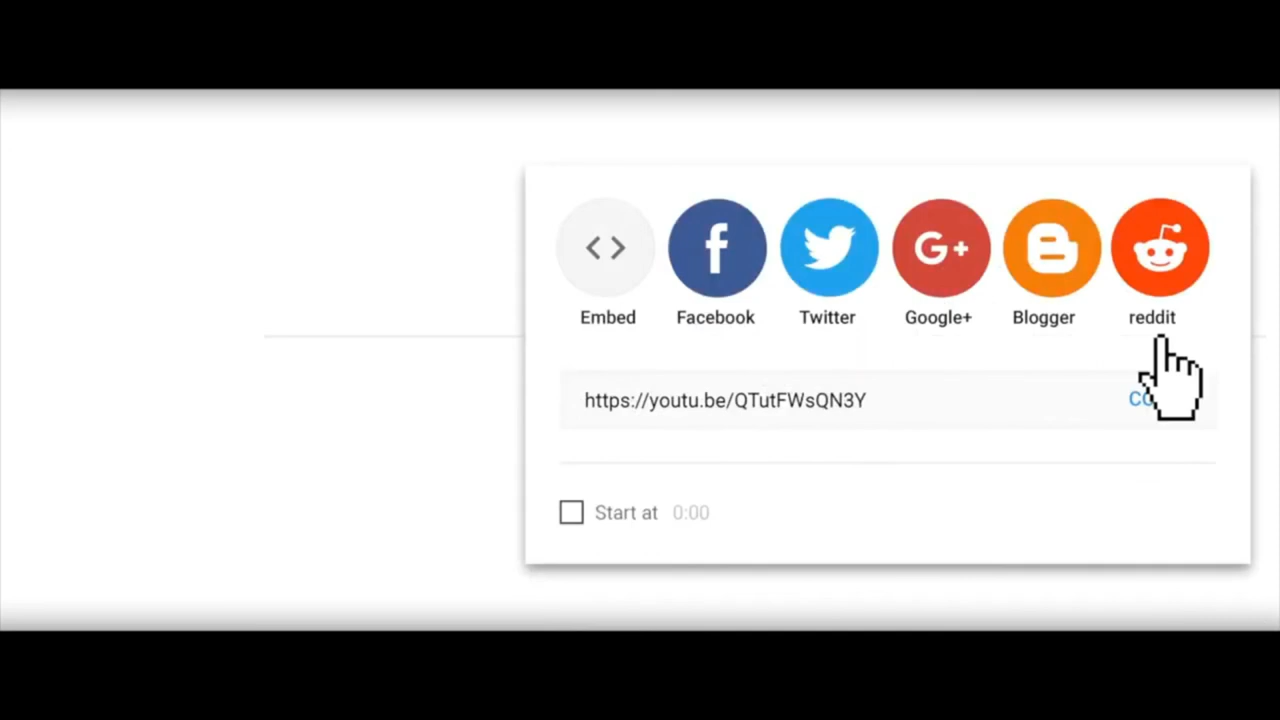 Embed Facebook Twitter Google+ Blogger reddit
https://youtu.be/QTutFWsQN3Y
Start at 0:00